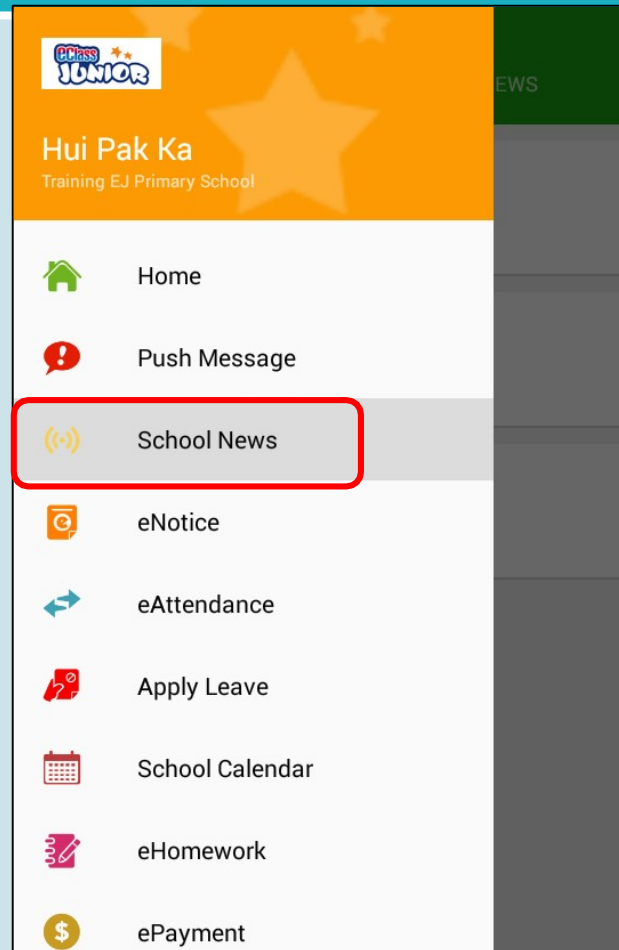 eClass
JUNIOR
EWS
Hui Pak Ka
Training EJ Primary School
Home
Push Message
School News
eNotice
eAttendance
Apply Leave
School Calendar
eHomework
ePayment